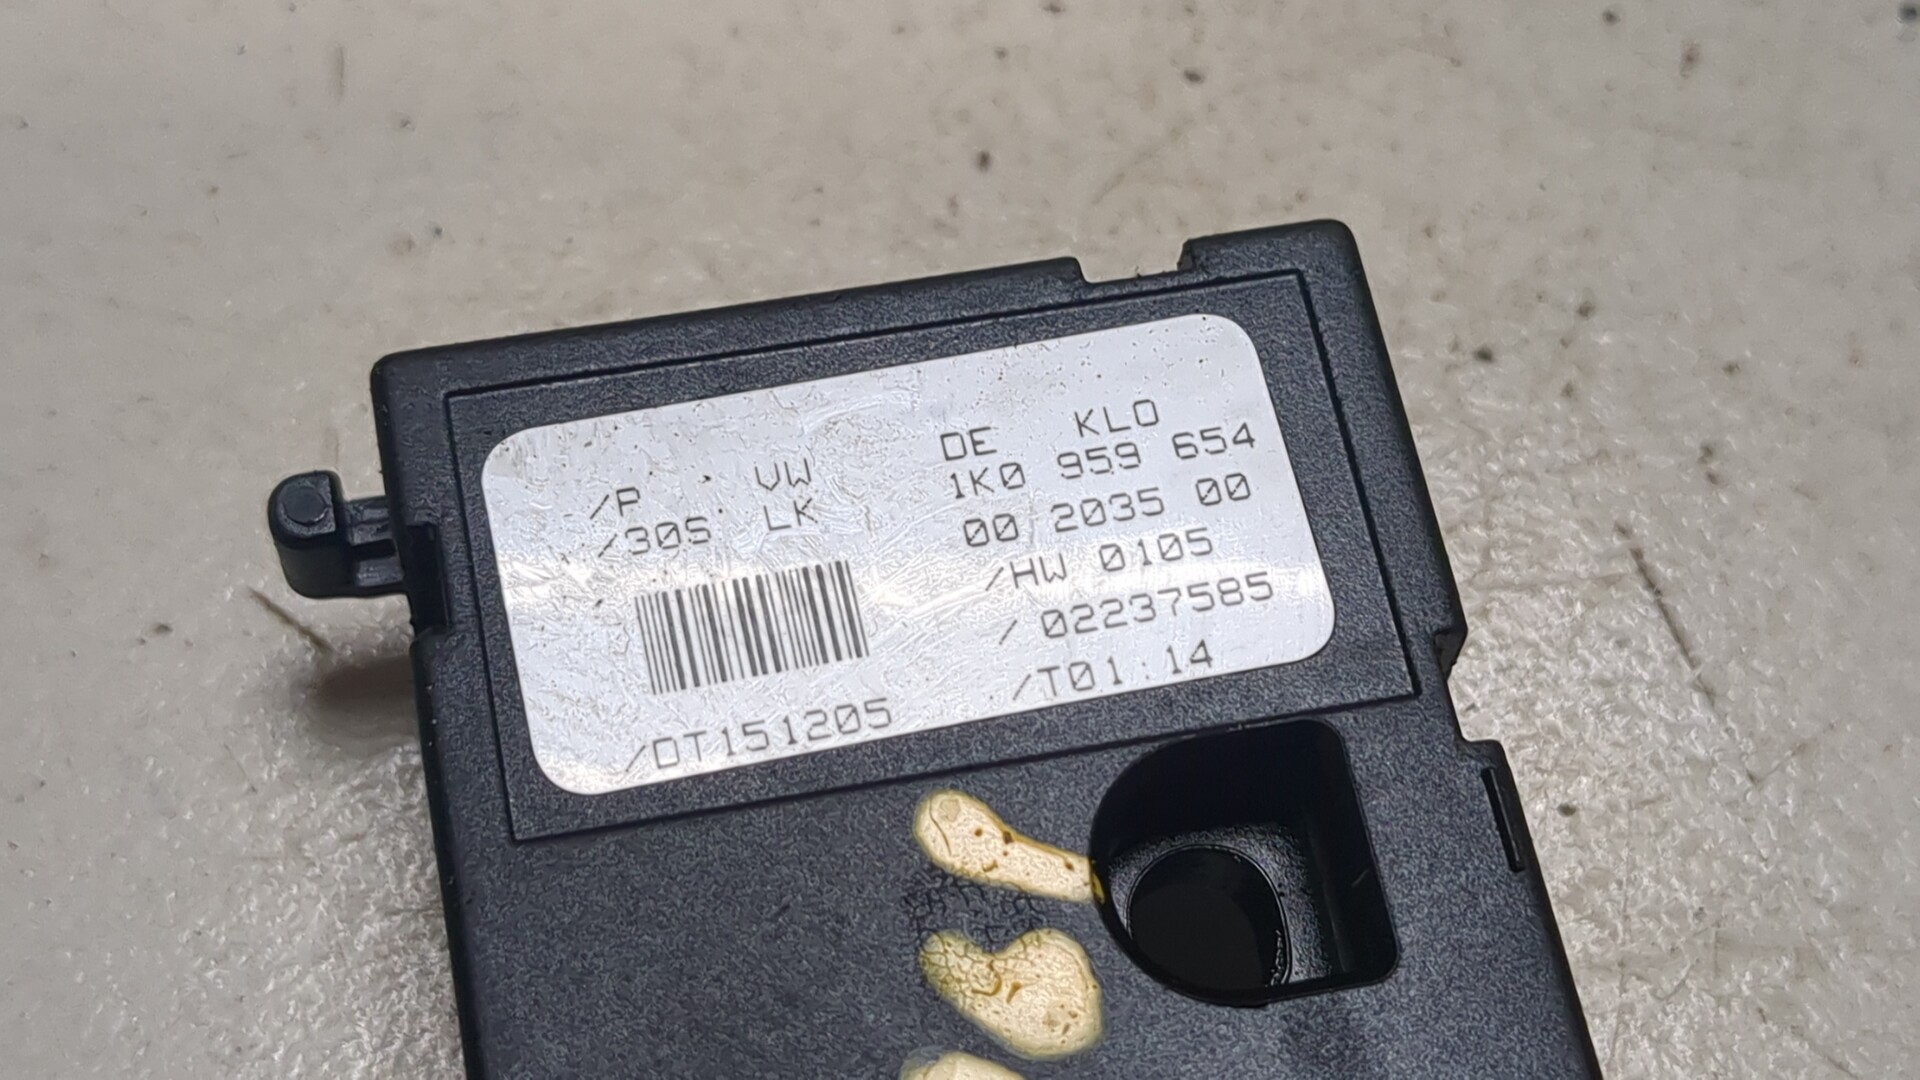 DE KLO
/P VW 1K0 959 654
/30S LK 00 2035 00
/HW 0105
/ 02237585
/DT151205 /T01.14